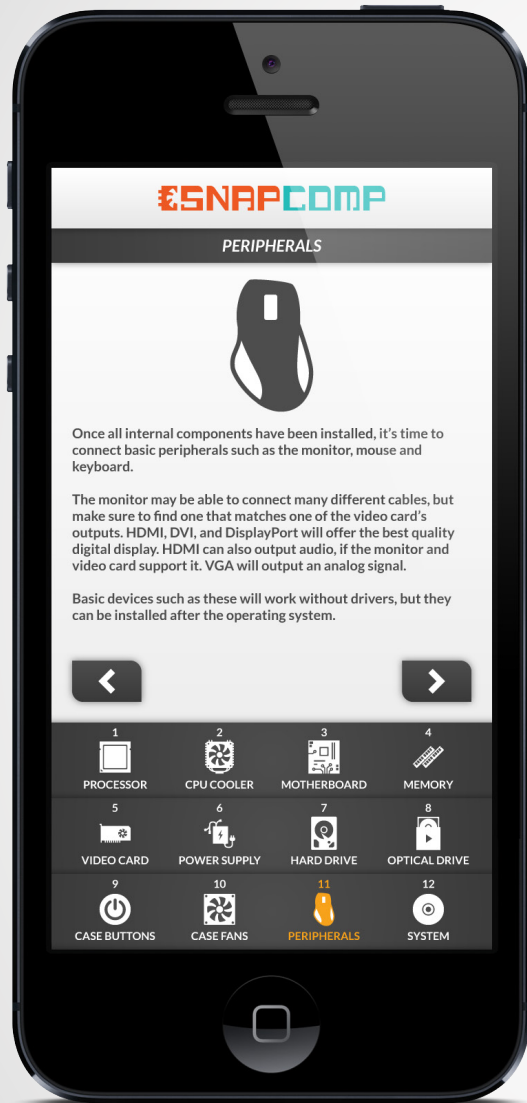 SNAPCOMP
PERIPHERALS
Once all internal components have been installed, it's time to
connect basic peripherals such as the monitor, mouse and
keyboard.
The monitor may be able to connect many different cables, but
make sure to find one that matches one of the video card's
outputs. HDMI, DVI, and DisplayPort will offer the best quality
digital display. HDMI can also output audio, if the monitor and
video card support it. VGA will output an analog signal.
Basic devices such as these will work without drivers, but they
can be installed after the operating system.
1 2 3 4
PROCESSOR CPU COOLER MOTHERBOARD MEMORY
5 6 7 8
VIDEO CARD POWER SUPPLY HARD DRIVE OPTICAL DRIVE
9 10 11 12
CASE BUTTONS CASE FANS PERIPHERALS SYSTEM